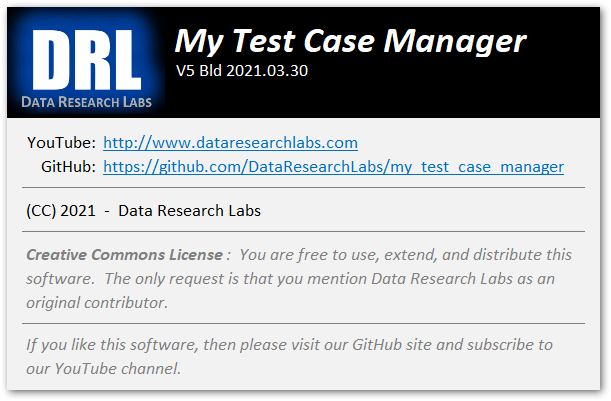 DRL
DATA RESEARCH LABS
My Test Case Manager
V5 Bld 2021.03.30
YouTube: http://www.dataresearchlabs.com
GitHub: https://github.com/DataResearchLabs/my_test_case_manager
(CC) 2021 - Data Research Labs
Creative Commons License : You are free to use, extend, and distribute this
software. The only request is that you mention Data Research Labs as an
original contributor.
If you like this software, then please visit our GitHub site and subscribe to
our YouTube channel.